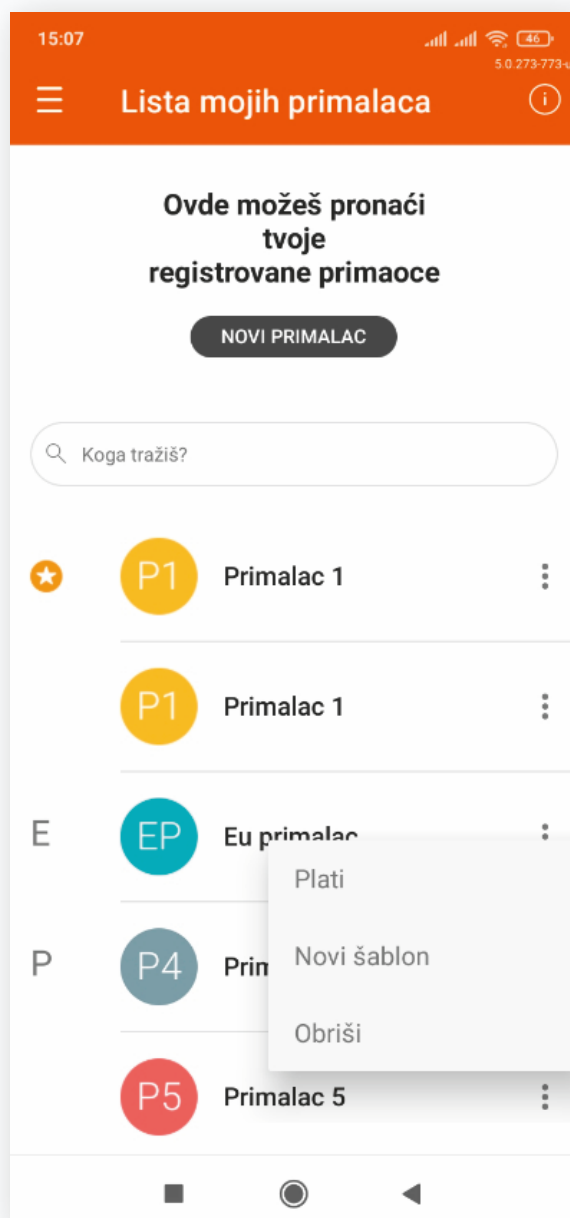 15:07
46
5.0.273-773-u
Lista mojih primalaca
Ovde možeš pronaći
tvoje
registrovane primaoce
NOVI PRIMALAC
Koga tražiš?
P1 Primalac 1
P1 Primalac 1
E EP Eu primalac
Plati
P P4 Prim
Novi šablon
Obriši
P5 Primalac 5